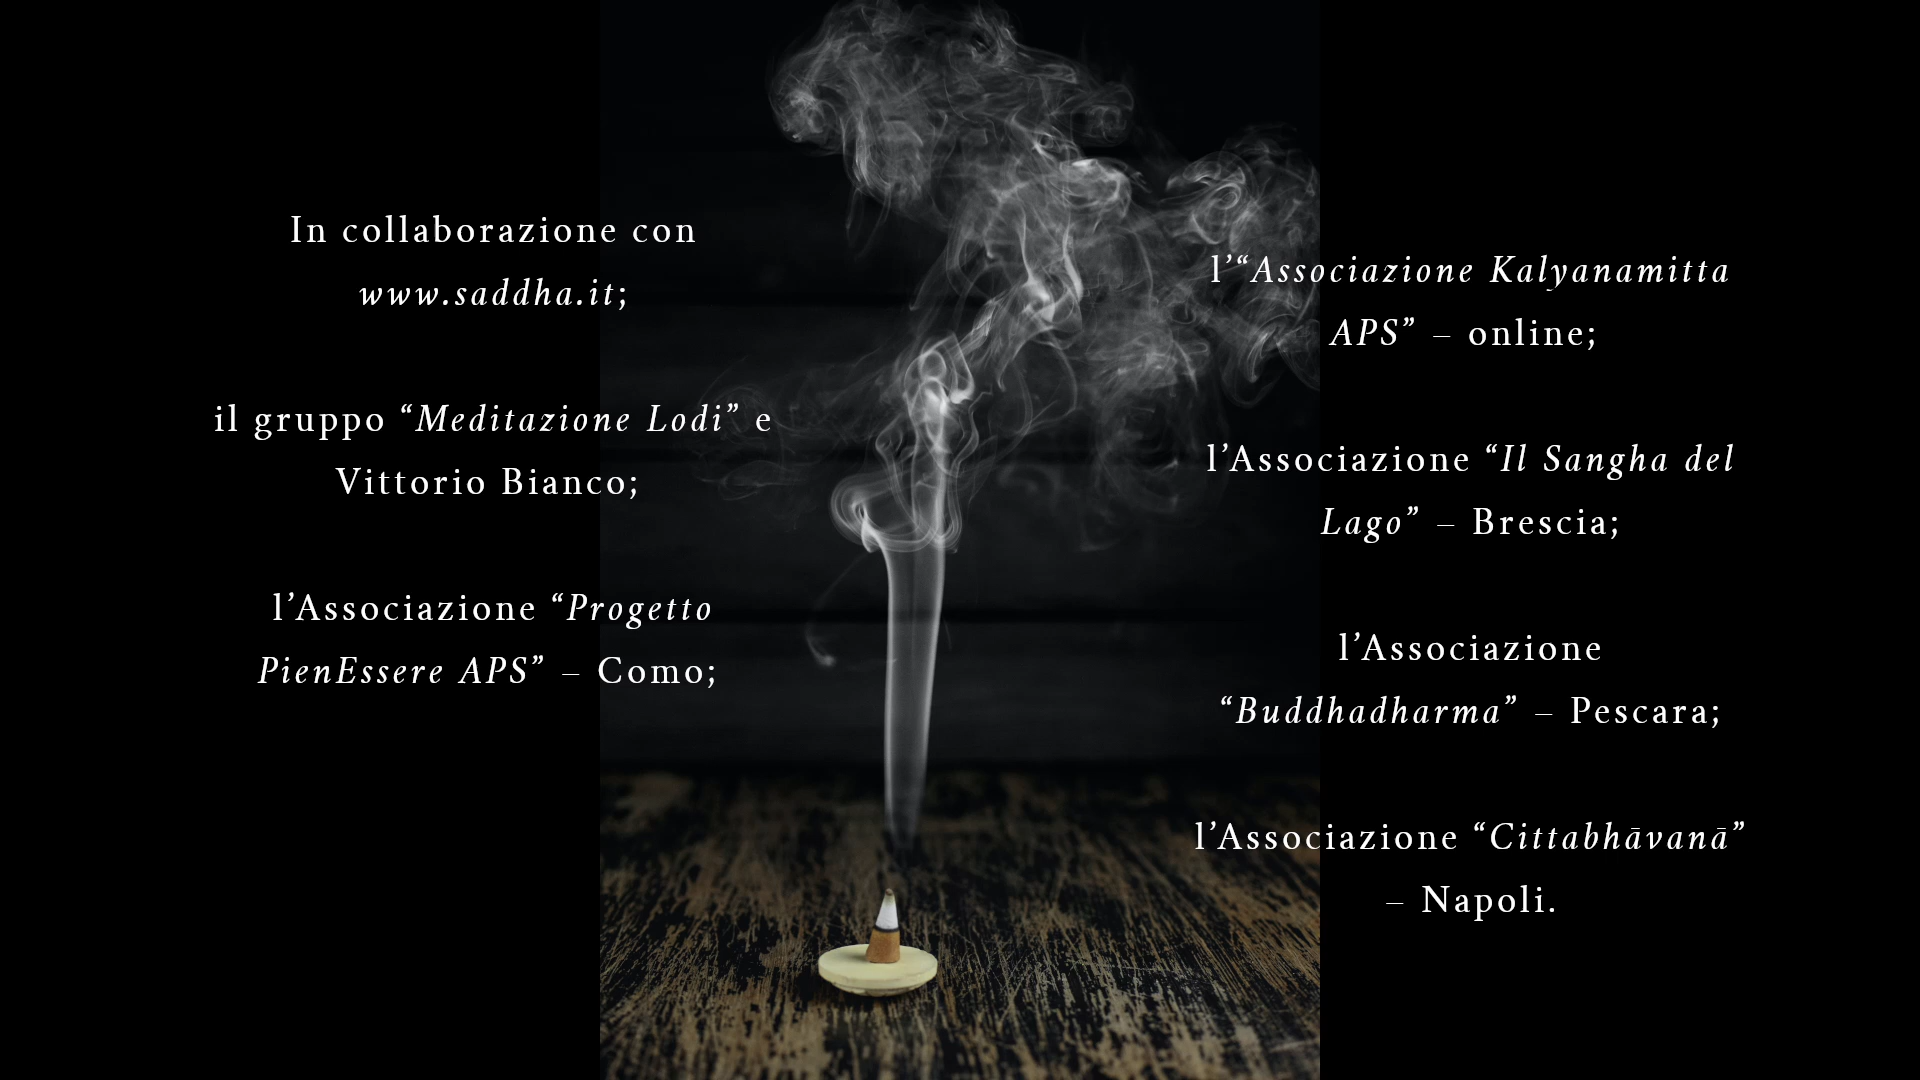 In collaborazione con
www.saddha.it;
il gruppo “Meditazione Lodi” e
Vittorio Bianco;
l’Associazione “Progetto
PienEssere APS” – Como;
l’“Associazione Kalyanamitta
APS” – online;
l’Associazione “Il Sangha del
Lago” – Brescia;
l’Associazione
“Buddhadharma” – Pescara;
l’Associazione “Cittabhāvanā”
– Napoli.